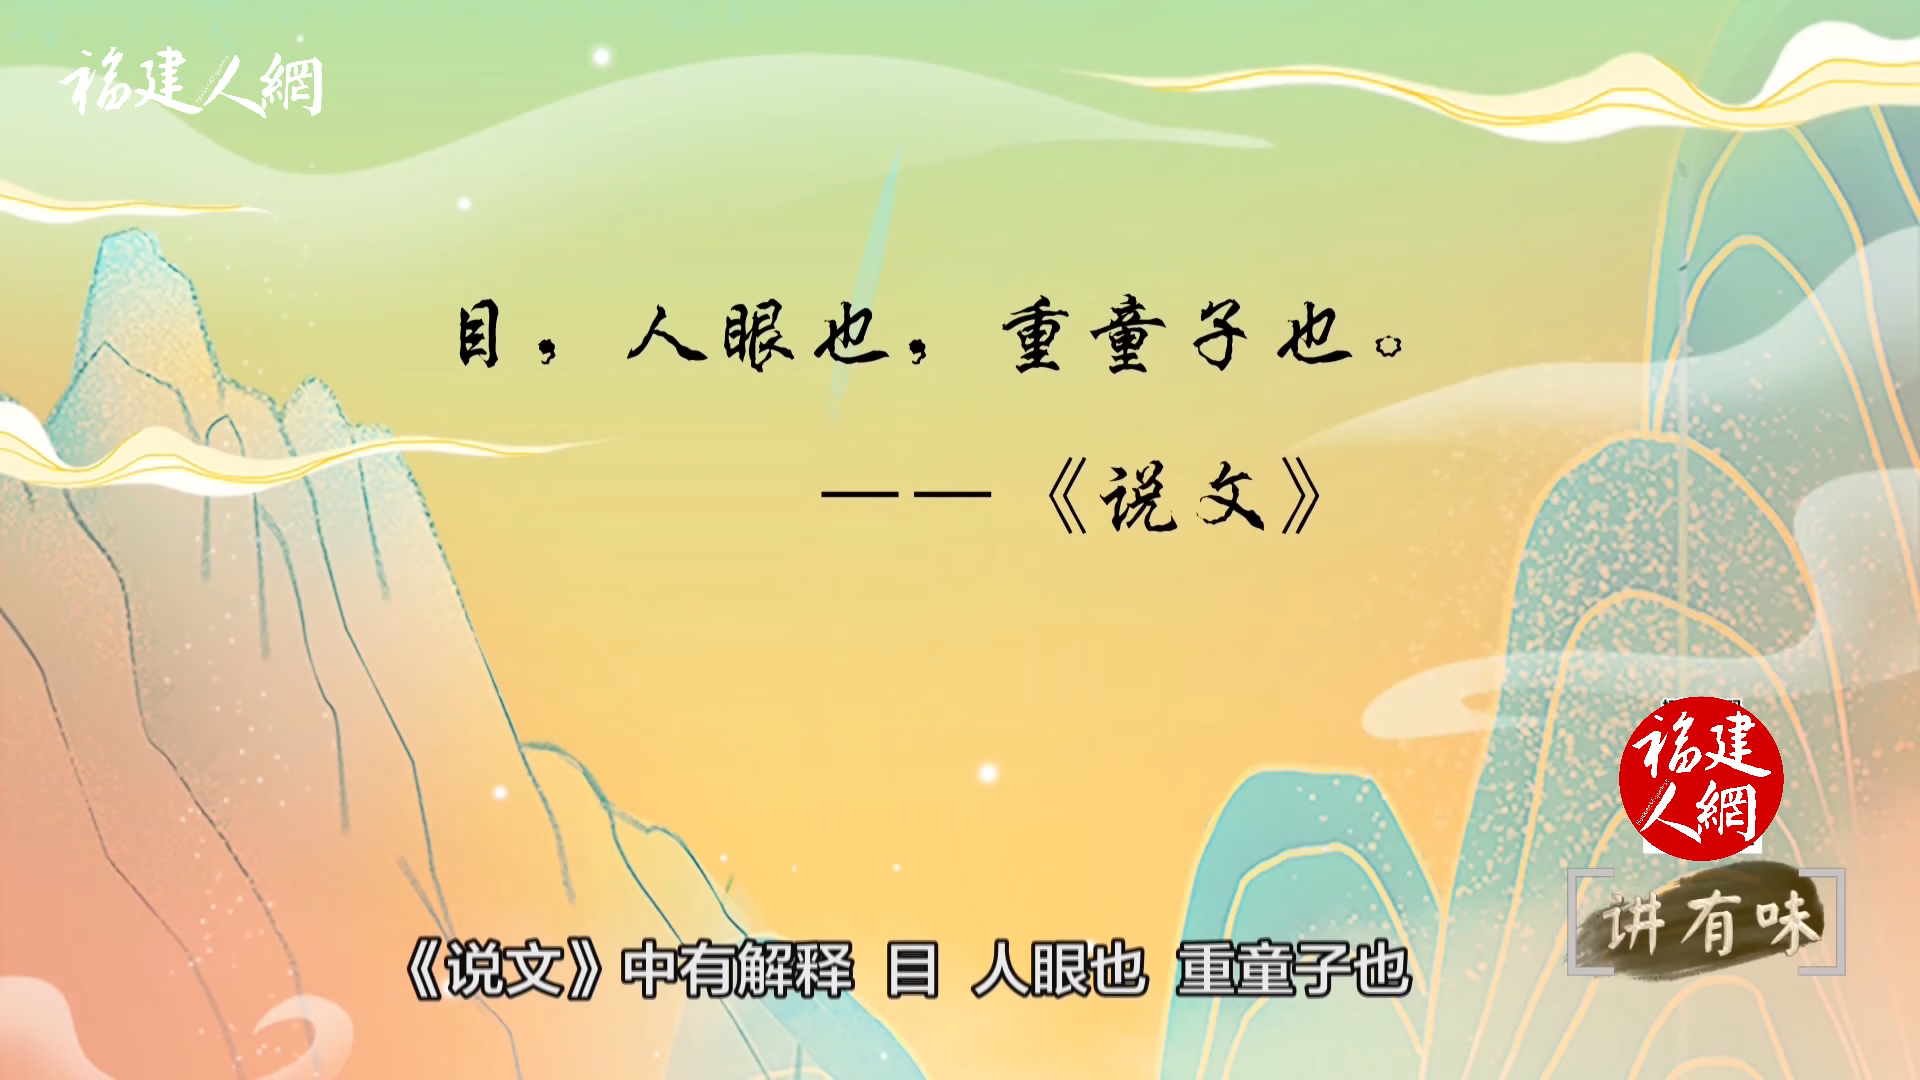 福建人網
目，人眼也，重童子也。
——《说文》
福建
人網
讲有味
《说文》中有解释 目 人眼也 重童子也